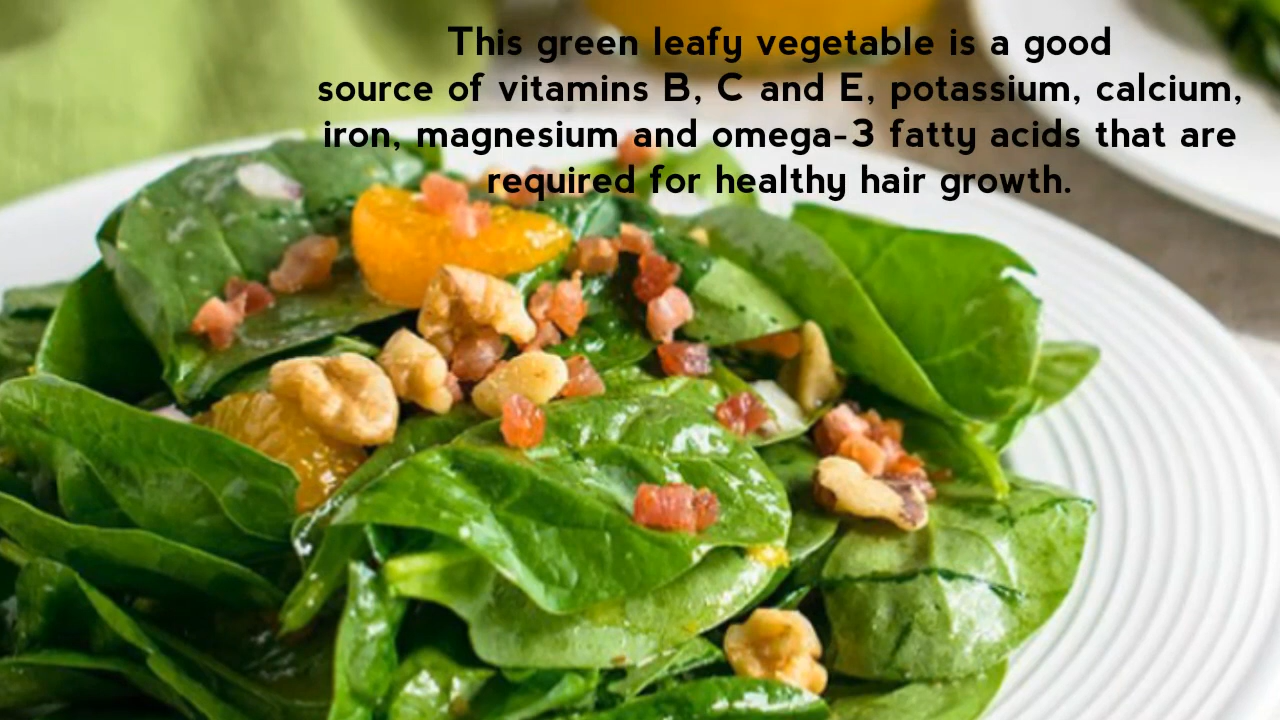 This green leafy vegetable is a good
source of vitamins B, C and E, potassium, calcium,
iron, magnesium and omega-3 fatty acids that are
required for healthy hair growth.